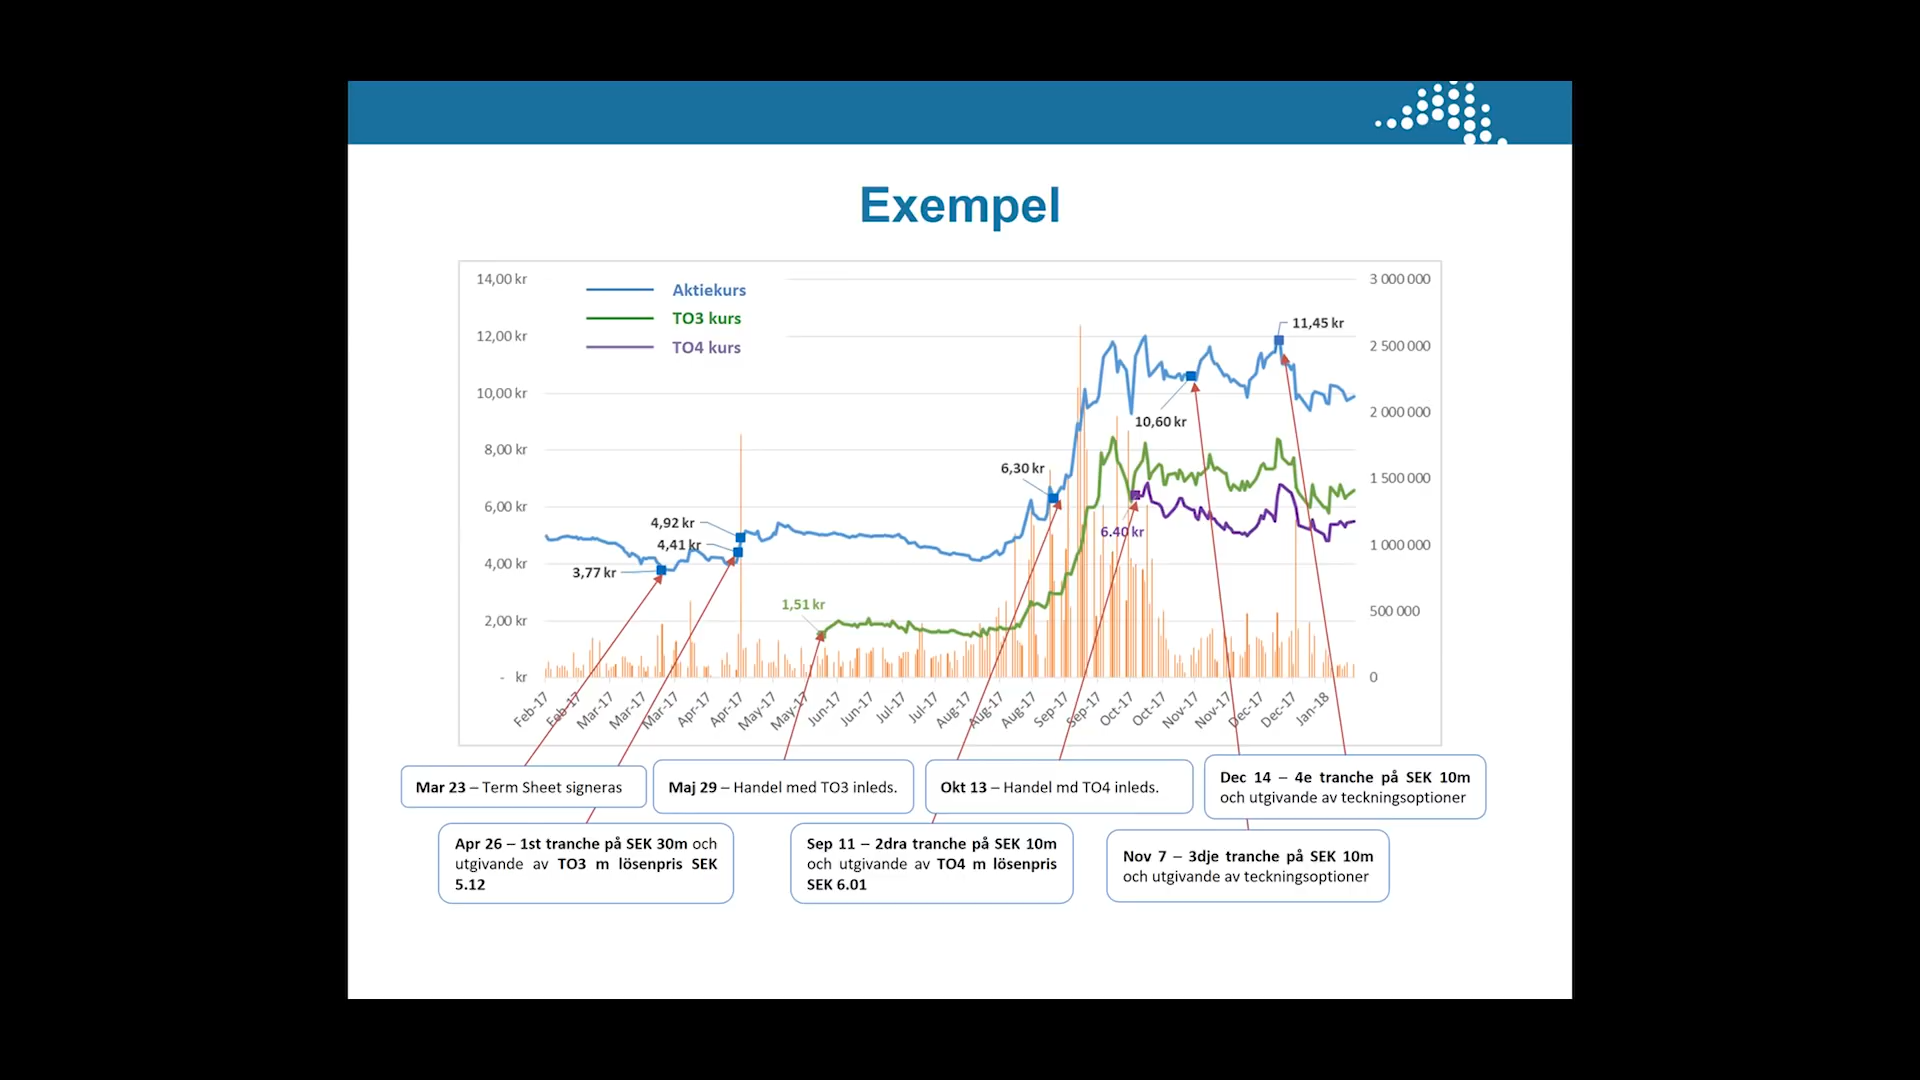 Exempel
14,00 kr
12,00 kr
10,00 kr
8,00 kr
6,00 kr
4,00 kr
2,00 kr
- kr
Aktiekurs
TO3 kurs
TO4 kurs
3 000 000
2 500 000
2 000 000
1 500 000
1 000 000
500 000
0
3,77 kr
4,92 kr
4,41 kr
1,51 kr
6,30 kr
6.40 kr
10,60 kr
11,45 kr
Feb-17
Feb-17
Mar-17
Mar-17
Mar-17
Apr-17
Apr-17
May-17
May-17
Jun-17
Jun-17
Jul-17
Jul-17
Aug-17
Aug-17
Aug-17
Sep-17
Sep-17
Oct-17
Oct-17
Nov-17
Nov-17
Dec-17
Dec-17
Jan-18
Mar 23 – Term Sheet signeras
Maj 29 – Handel med TO3 inleds.
Okt 13 – Handel md TO4 inleds.
Dec 14 – 4e tranche på SEK 10m
och utgivande av teckningsoptioner
Apr 26 – 1st tranche på SEK 30m och
utgivande av TO3 m lösenpris SEK
5.12
Sep 11 – 2dra tranche på SEK 10m
och utgivande av TO4 m lösenpris
SEK 6.01
Nov 7 – 3dje tranche på SEK 10m
och utgivande av teckningsoptioner